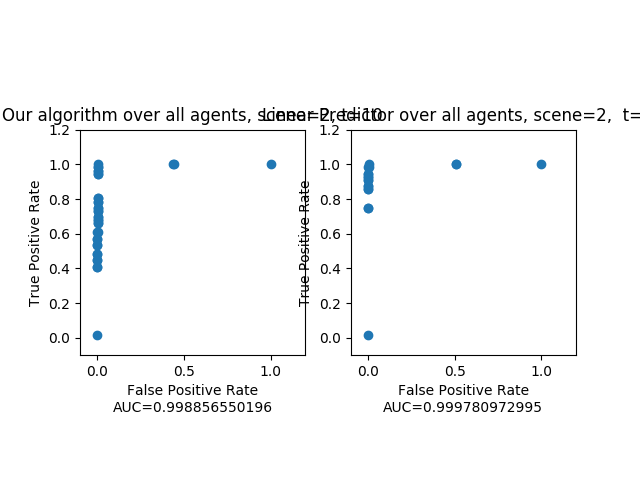 Our algorithm over all agents, scene=2, t=10
Linear Predictor over all agents, scene=2,  t=
True Positive Rate
1.2
1.0
0.8
0.6
0.4
0.2
0.0
0.0
0.5
1.0
False Positive Rate
AUC=0.998856550196
True Positive Rate
1.2
1.0
0.8
0.6
0.4
0.2
0.0
0.0
0.5
1.0
False Positive Rate
AUC=0.999780972995